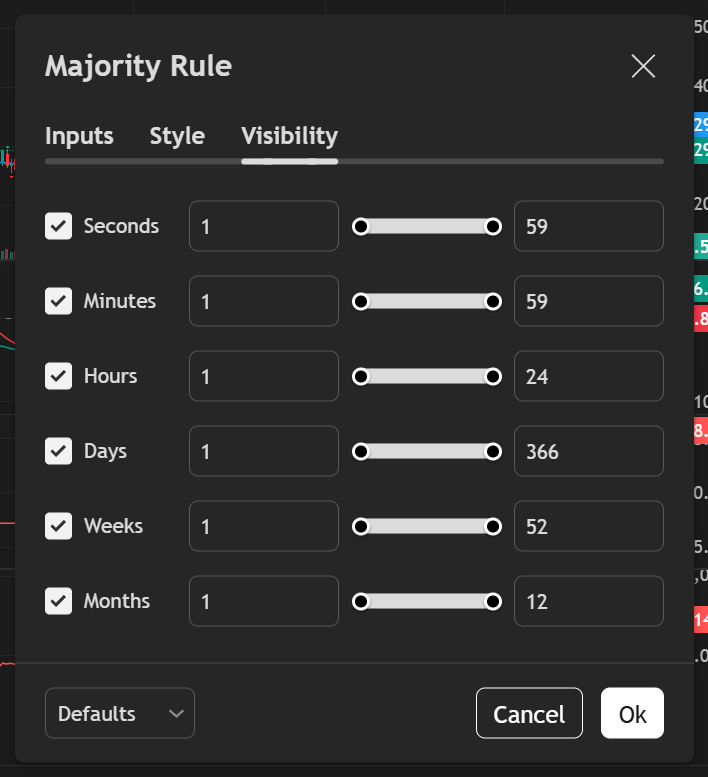 Majority Rule
Inputs Style Visibility
Seconds 1 59
Minutes 1 59
Hours 1 24
Days 1 366
Weeks 1 52
Months 1 12
Defaults Cancel Ok